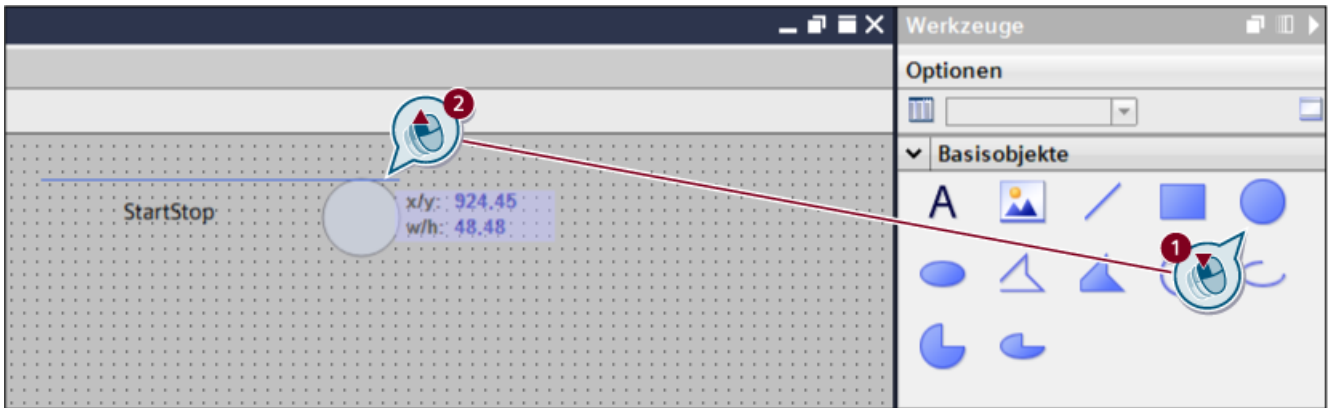 Werkzeuge
Optionen
2
Basisobjekte
StartStop
x/y: 924,45
w/h: 48,48
A
1